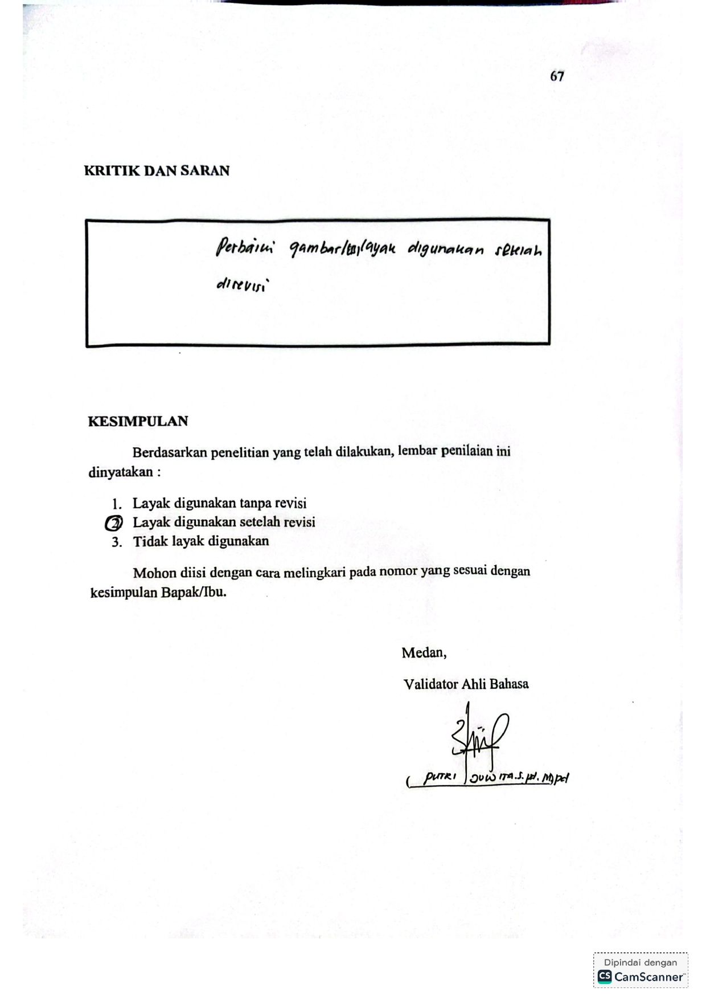 67
KRITIK DAN SARAN
Perbaiki gambar layak digunakan setelah
direvisi
KESIMPULAN
Berdasarkan penelitian yang telah dilakukan, lembar penilaian ini
dinyatakan :
1. Layak digunakan tanpa revisi
2 Layak digunakan setelah revisi
3. Tidak layak digunakan
Mohon diisi dengan cara melingkari pada nomor yang sesuai dengan
kesimpulan Bapak/Ibu.
Medan,
Validator Ahli Bahasa
( PUTRI JUWITA.S.pd. M,pd
Dipindai dengan
CS CamScanner